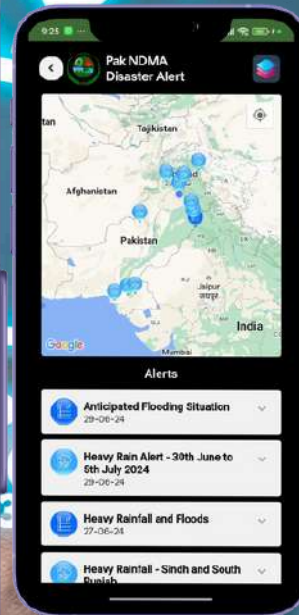 9:25
Pak NDMA
Disaster Alert
Tajikistan
Afghanistan
Pakistan
Jaipur
जयपुर
India
Mumbai
Google
Alerts
Anticipated Flooding Situation
29-06-24
Heavy Rain Alert - 30th June to
5th July 2024
29-06-24
Heavy Rainfall and Floods
27-06-24
Heavy Rainfall - Sindh and South
Punjab